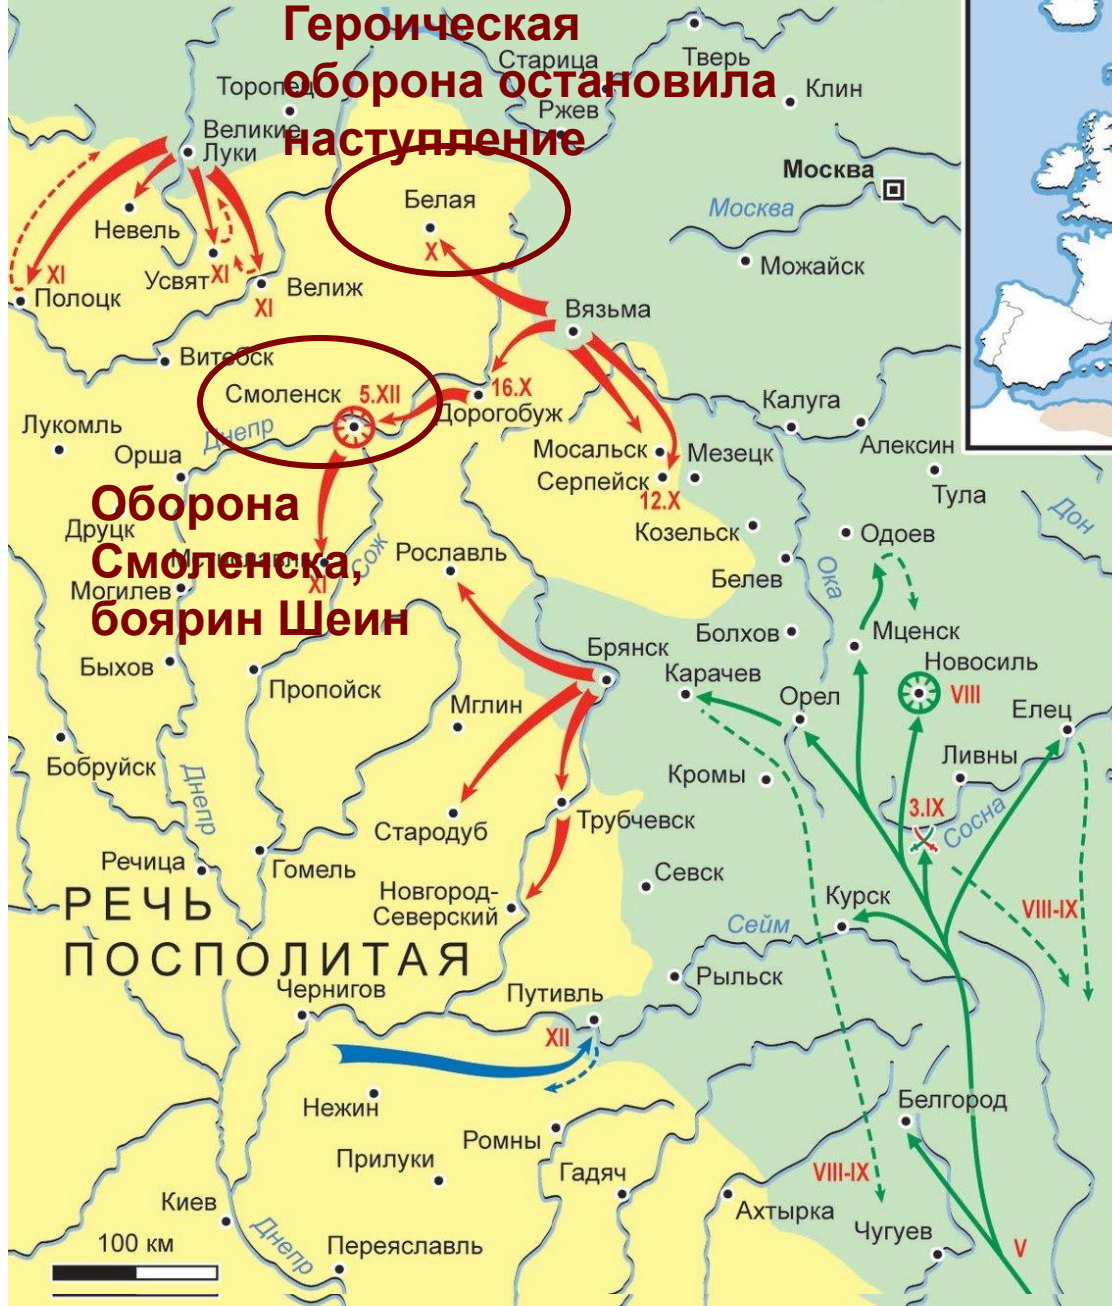 Героическая
оборона остановила
наступление
Тверь
Старица
Торопец
Клин
Ржев
Великие
Луки
Москва
Белая
Москва
X
Невель
Можайск
XI
Усвят
XI
Велиж
Полоцк
XI
Вязьма
Витебск
Смоленск
5.XII
16.X
Дорогобуж
Калуга
Лукомль
Днепр
Орша
Мосальск
Мезецк
Алексин
Серпейск
12.X
Тула
Оборона
Смоленска,
боярин Шеин
Друцк
Козельск
Одоев
Дон
Мстиславль
Сож
Рославль
XI
Могилев
Белев
Ока
Болхов
Мценск
Быхов
Брянск
Новосиль
Пропойск
Карачев
VIII
Мглин
Орел
Елец
Бобруйск
Днепр
Кромы
Ливны
3.IX
Сосна
Стародуб
Трубчевск
Речица
Гомель
Севск
РЕЧЬ
ПОСПОЛИТАЯ
Новгород-
Северский
Курск
VIII-IX
Сейм
Рыльск
Чернигов
Путивль
XII
Нежин
Белгород
Ромны
Прилуки
Гадяч
VIII-IX
Киев
Ахтырка
Днепр
Чугуев
V
100 км
Переяславль